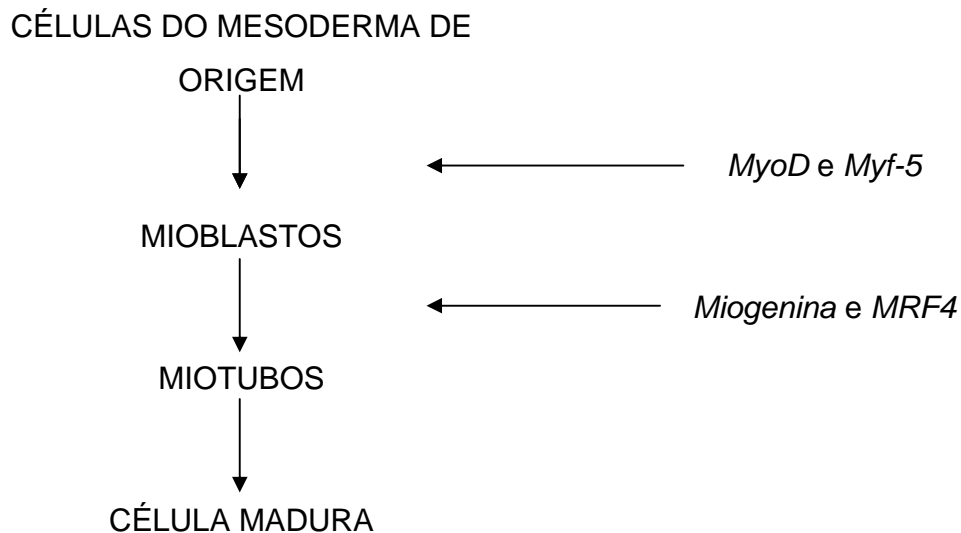 CÉLULAS DO MESODERMA DE
ORIGEM
MyoD e Myf-5
MIOBLASTOS
Miogenina e MRF4
MIOTUBOS
CÉLULA MADURA